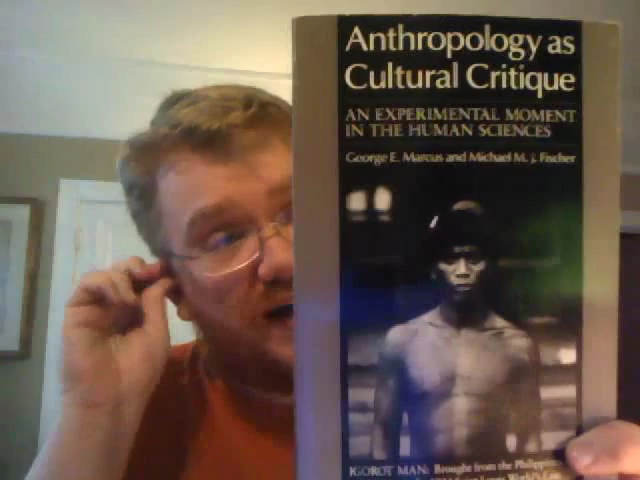 Anthropology as
Cultural Critique
AN EXPERIMENTAL MOMENT
IN THE HUMAN SCIENCES
George E. Marcus and Michael M. J. Fischer
IGOROT MAN: Brought from the Philippin